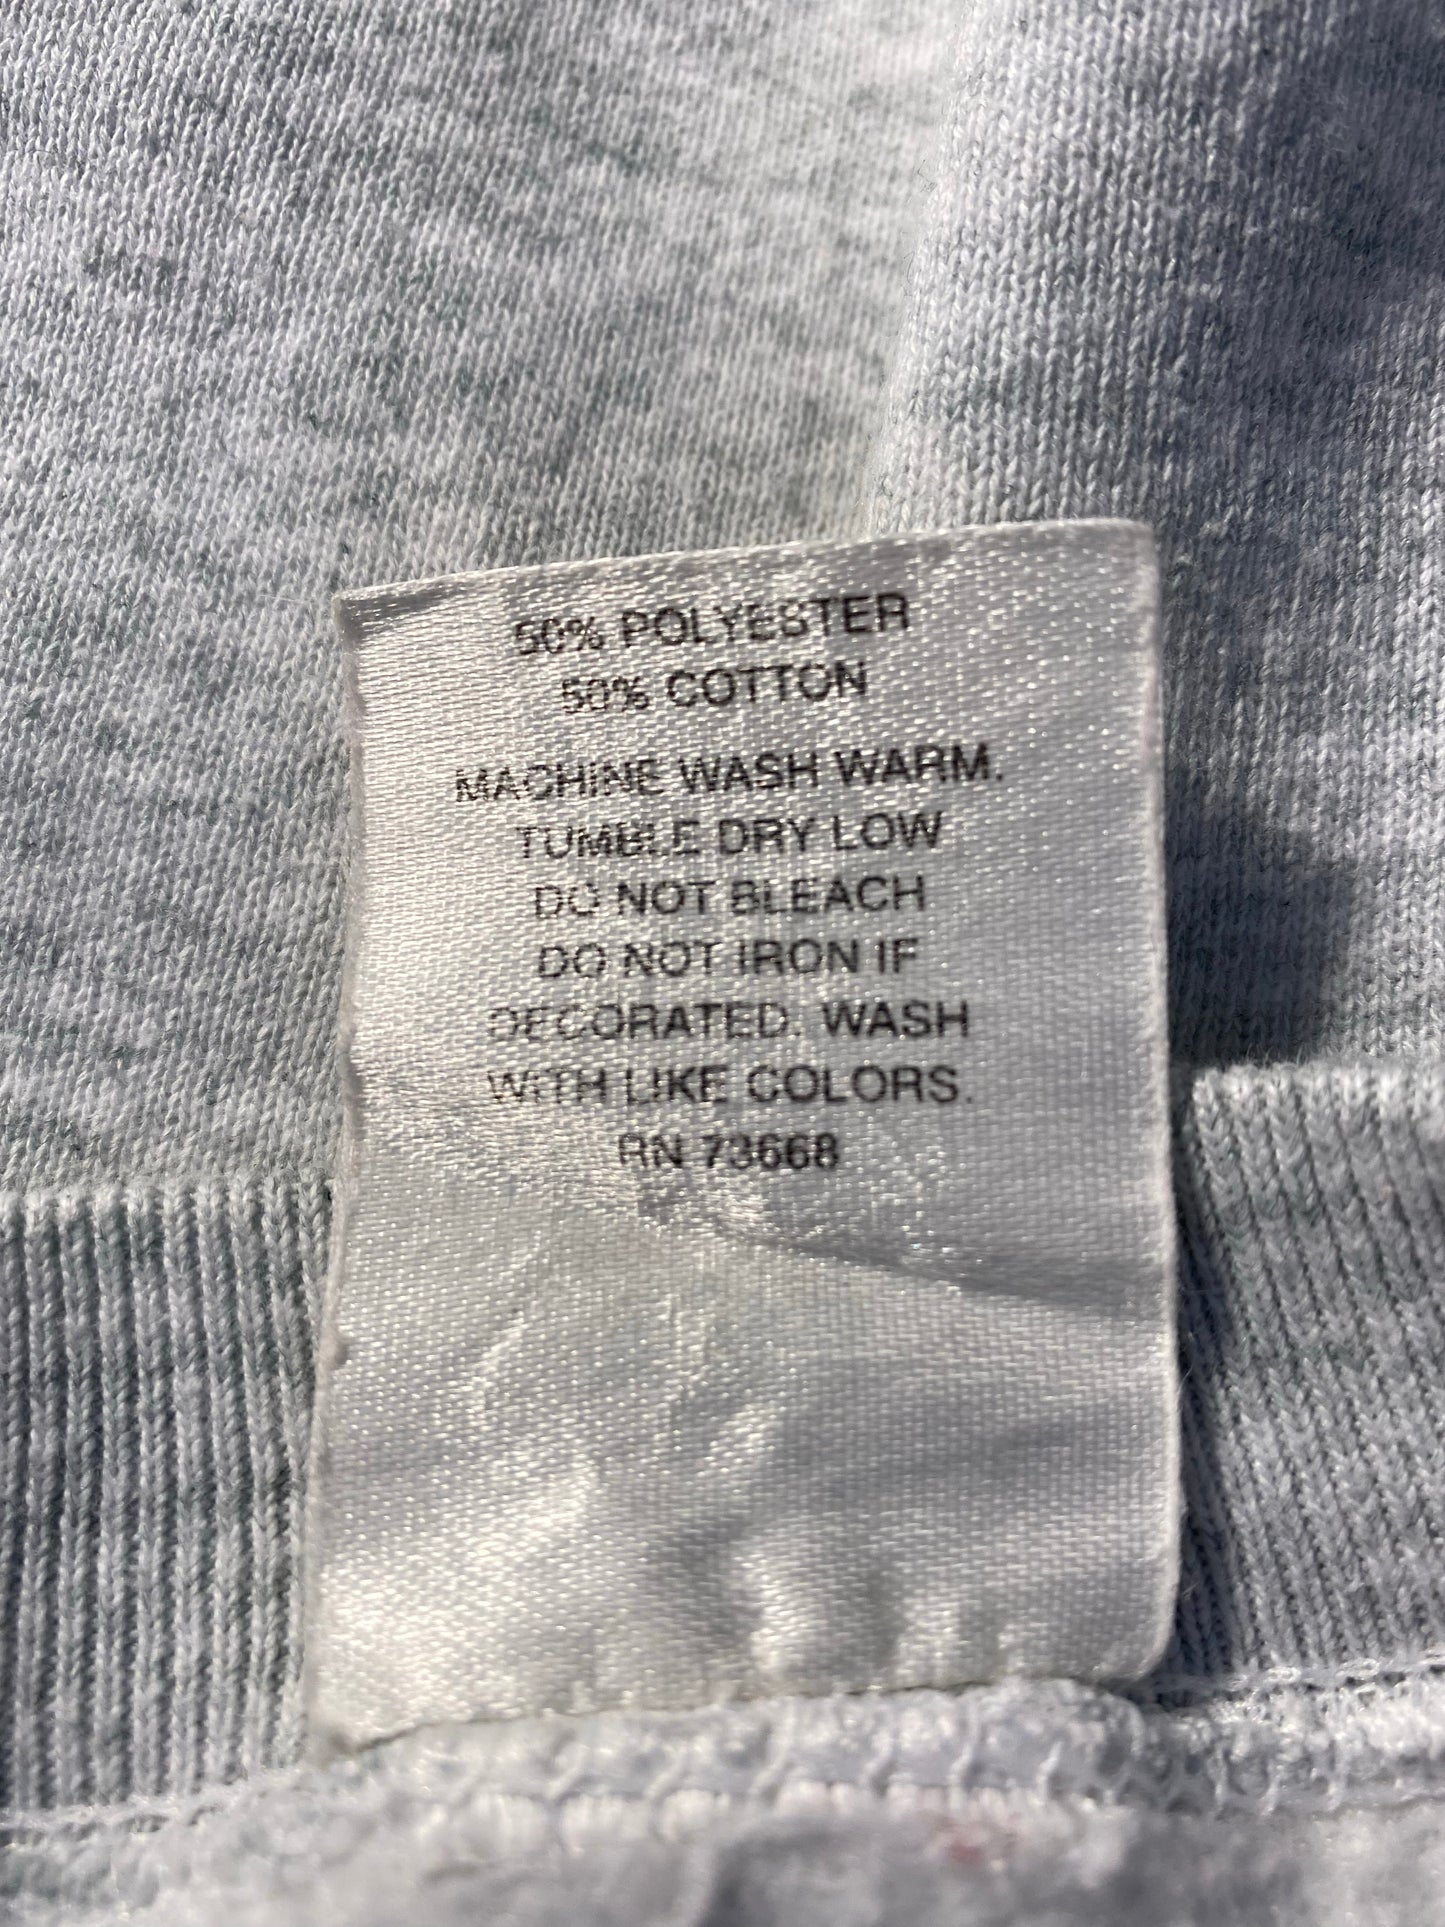 50% POLYESTER
50% COTTON
MACHINE WASH WARM.
TUMBLE DRY LOW
DO NOT BLEACH
DO NOT IRON IF
DECORATED. WASH
WITH LIKE COLORS.
RN 73668